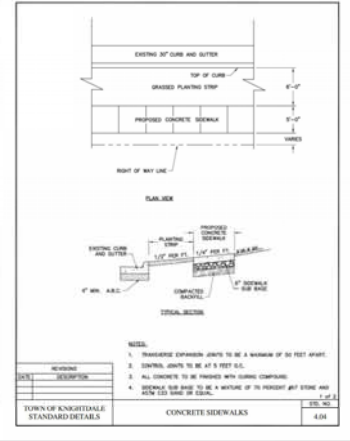 EXISTING 30" CURB AND GUTTER
TOP OF CURB
GRASSED PLANTING STRIP
6'-0"
PROPOSED CONCRETE SIDEWALK
5'-0"
VARIES
RIGHT OF WAY LINE
PLAN VIEW
PROPOSED
CONCRETE
SIDEWALK
PLANTING
STRIP
EXISTING CURB
AND GUTTER
1/2" PER FT.
1/4" PER FT.
6" MIN. A.B.C.
COMPACTED
BACKFILL
6" SIDEWALK
SUB BASE
TYPICAL SECTION
NOTES:
1. TRANSVERSE EXPANSION JOINTS TO BE A MAXIMUM OF 50 FEET APART.
2. CONTROL JOINTS TO BE AT 5 FEET O.C.
3. ALL CONCRETE TO BE FINISHED WITH CURING COMPOUND.
4. SIDEWALK SUB BASE TO BE A MIXTURE OF 70 PERCENT #67 STONE AND
ASTM C33 SAND OR EQUAL.
1 of 2
REVISIONS
DATE DESCRIPTION
TOWN OF KNIGHTDALE
STANDARD DETAILS
CONCRETE SIDEWALKS
STD. NO.
4.04